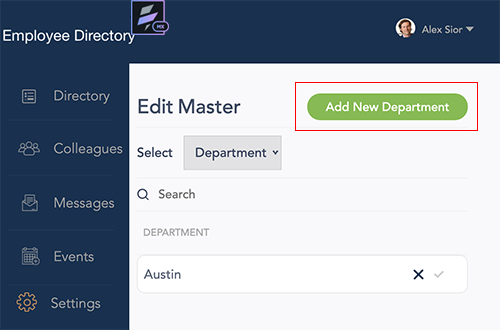 MX
Employee Directory
Alex Sior
Directory
Colleagues
Messages
Events
Settings
Edit Master
Add New Department
Select
Department
Search
DEPARTMENT
Austin